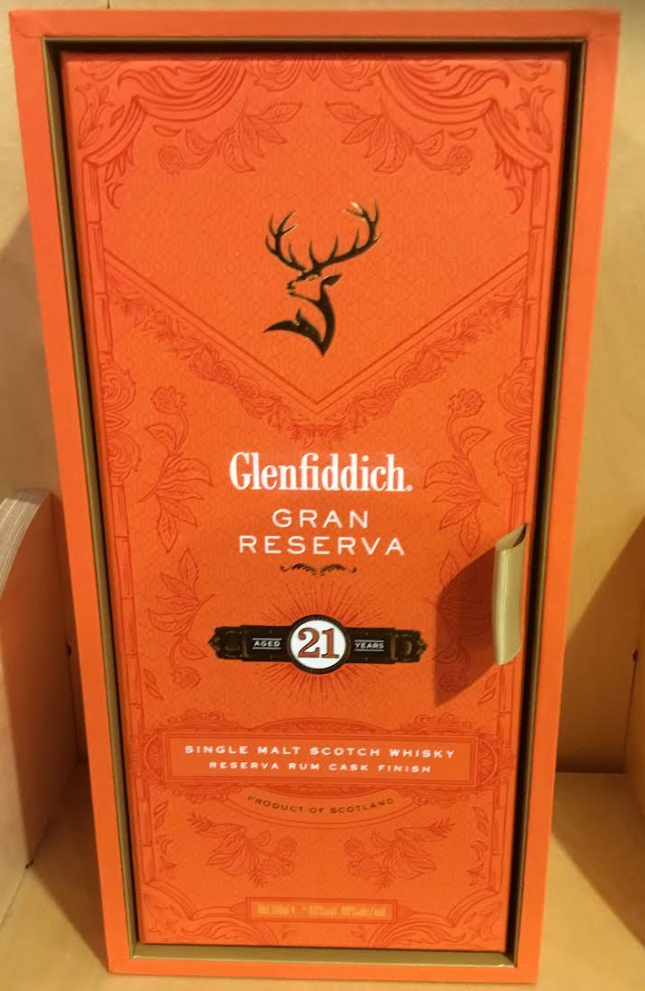 Glenfiddich®
GRAN
RESERVA
AGED 21 YEARS
SINGLE MALT SCOTCH WHISKY
RESERVA RUM CASK FINISH
PRODUCT OF SCOTLAND